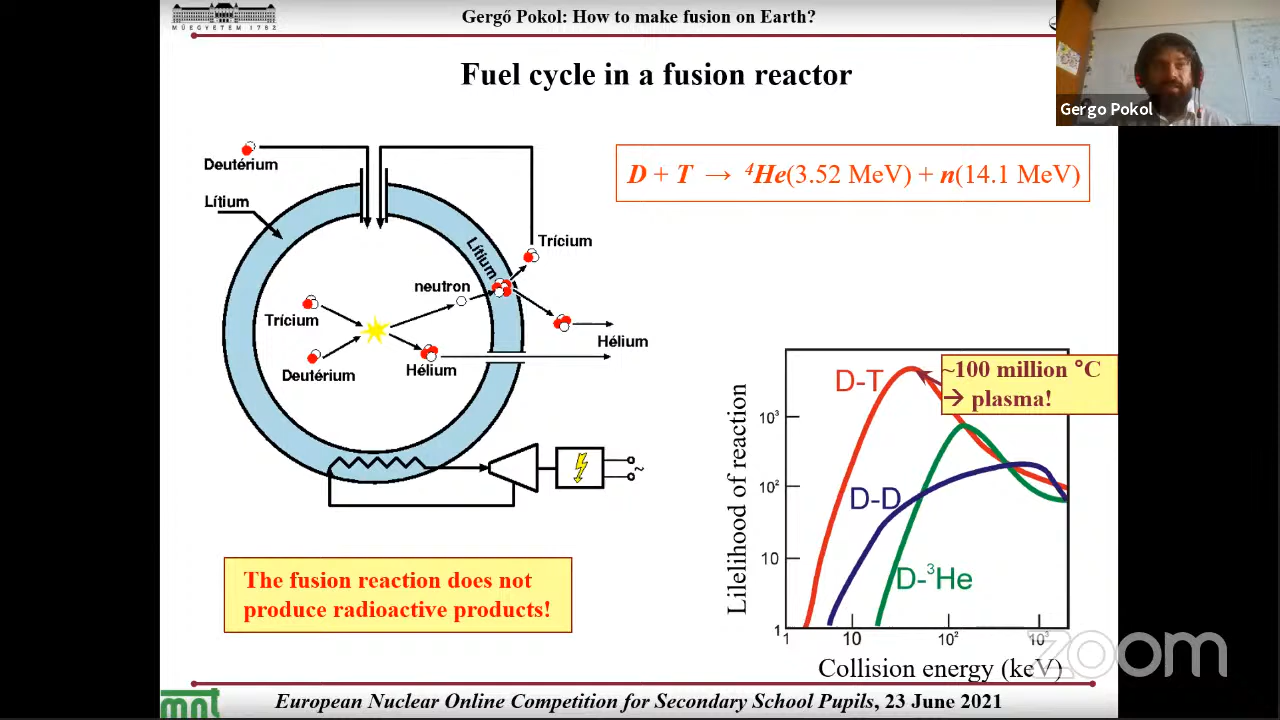 Gergő Pokol: How to make fusion on Earth?
MŰEGYETEM 1782
Gergo Pokol
Fuel cycle in a fusion reactor
Deutérium
Lítium
Lítium
Trícium
neutron
Trícium
Deutérium
Hélium
Hélium
~
D + T → ⁴He(3.52 MeV) + n(14.1 MeV)
The fusion reaction does not
produce radioactive products!
~100 million °C
→ plasma!
D-T
D-D
D-³He
Lilelihood of reaction
10³
10²
10
1
1
10
10²
10³
Collision energy (keV)
zoom
mnt
European Nuclear Online Competition for Secondary School Pupils, 23 June 2021